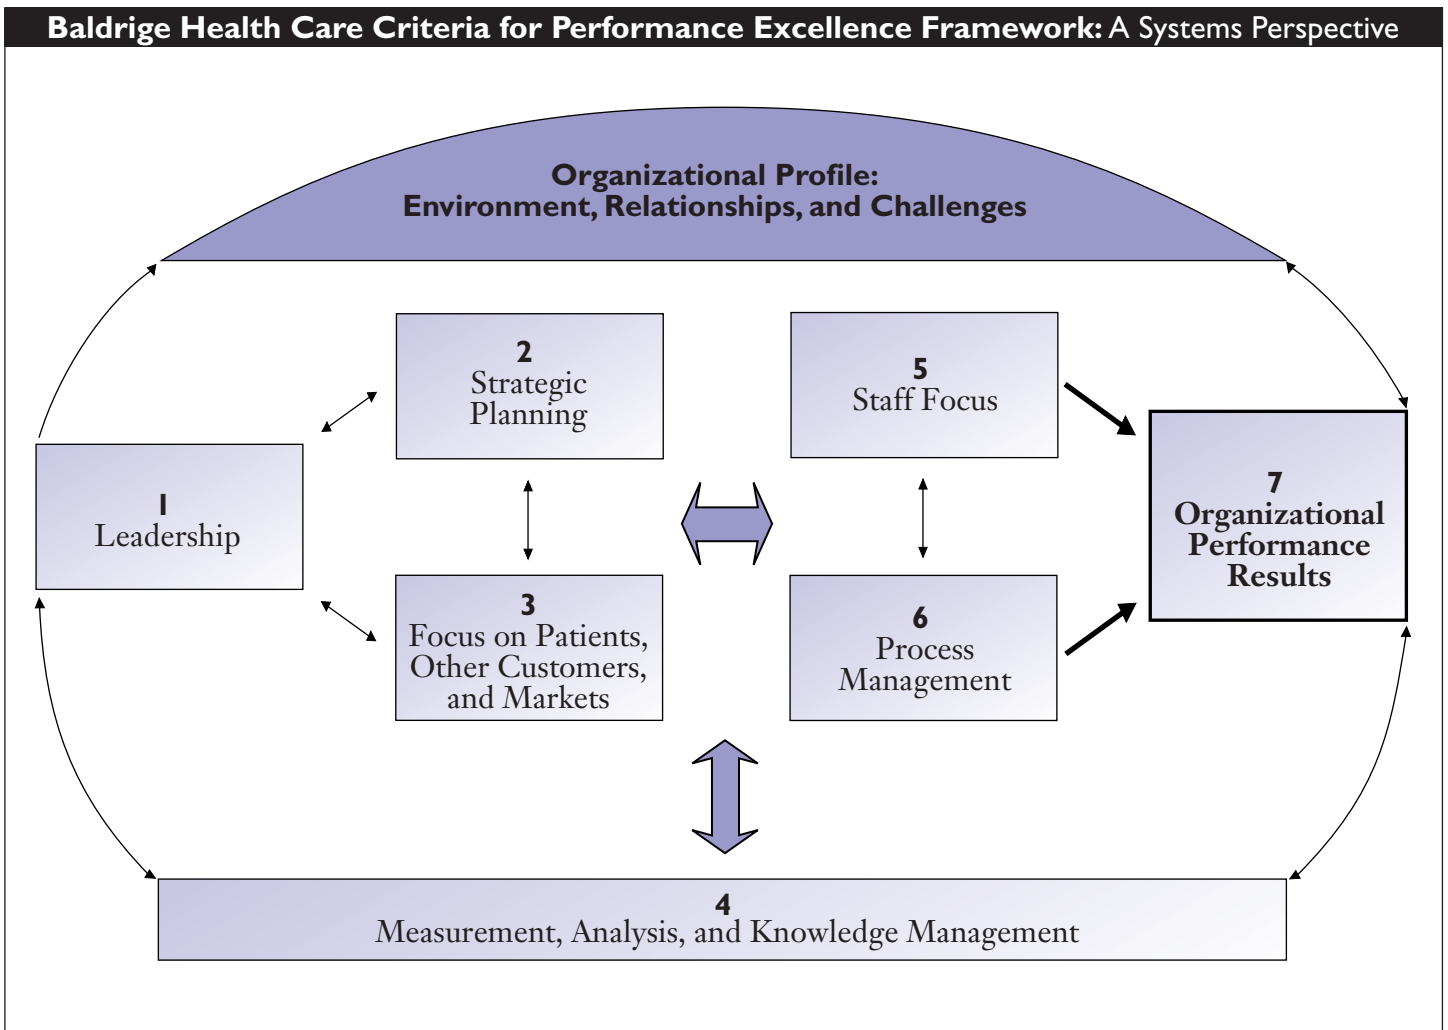 Baldrige Health Care Criteria for Performance Excellence Framework: A Systems Perspective
Organizational Profile:
Environment, Relationships, and Challenges
2
Strategic
Planning
5
Staff Focus
1
Leadership
7
Organizational
Performance
Results
3
Focus on Patients,
Other Customers,
and Markets
6
Process
Management
4
Measurement, Analysis, and Knowledge Management